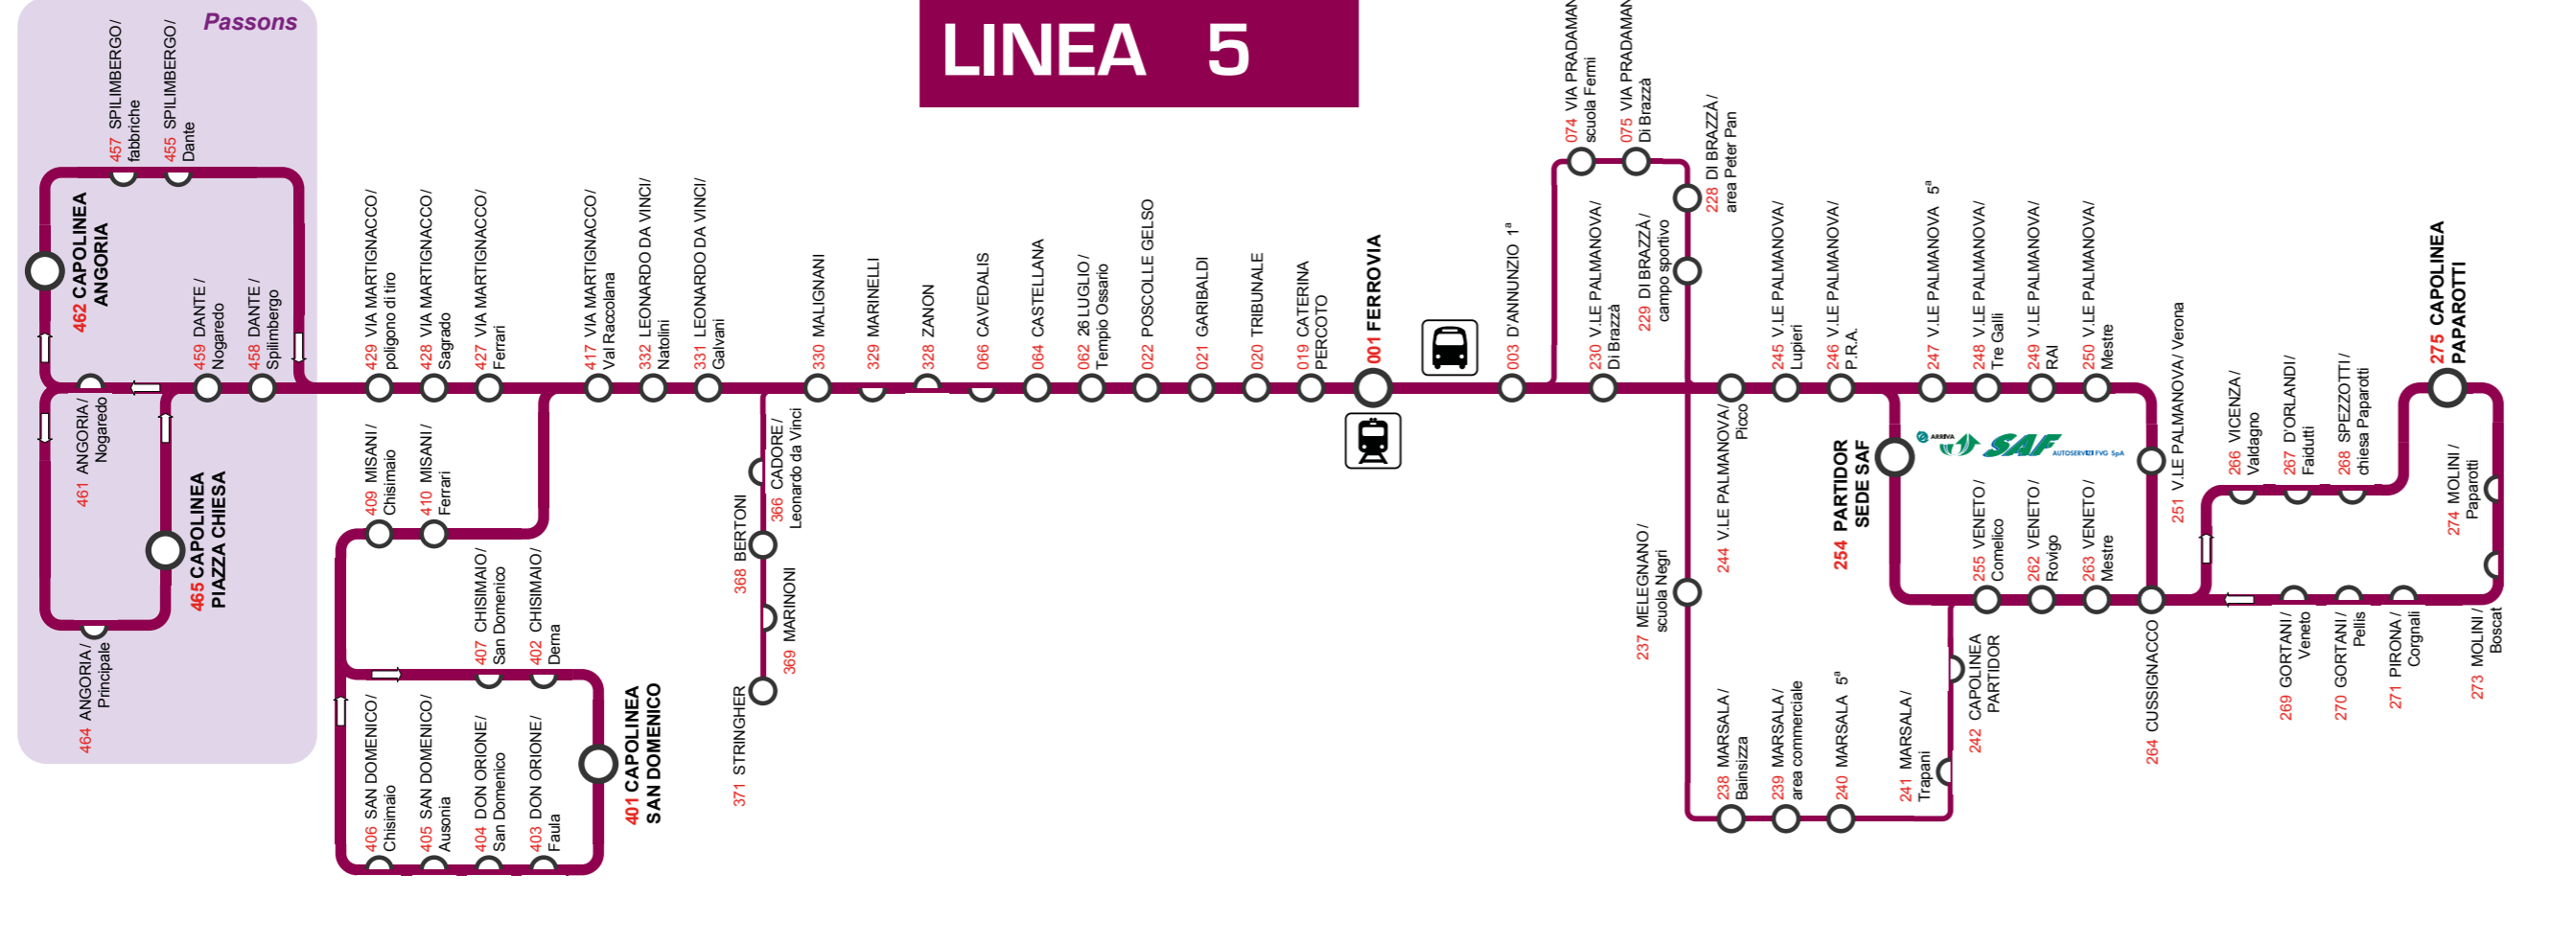 Passons
LINEA 5
457 SPILIMBERGO/
fabbriche
455 SPILIMBERGO/
Dante
462 CAPOLINEA
ANGORIA
459 DANTE /
Nogaredo
458 DANTE /
Spilimbergo
461 ANGORIA /
Nogaredo
465 CAPOLINEA
PIAZZA CHIESA
464 ANGORIA /
Principale
429 VIA MARTIGNACCO/
poligono di tiro
428 VIA MARTIGNACCO/
Sagrado
427 VIA MARTIGNACCO/
Ferrari
417 VIA MARTIGNACCO/
Val Raccolana
332 LEONARDO DA VINCI/
Natolini
331 LEONARDO DA VINCI/
Galvani
330 MALIGNANI
329 MARINELLI
328 ZANON
066 CAVEDALIS
064 CASTELLANA
062 26 LUGLIO /
Tempio Ossario
022 POSCOLLE GELSO
021 GARIBALDI
020 TRIBUNALE
019 CATERINA
PERCOTO
001 FERROVIA
003 D'ANNUNZIO 1ª
074 VIA PRADAMAN
scuola Fermi
075 VIA PRADAMAN
Di Brazzà
228 DI BRAZZÀ /
area Peter Pan
230 V.LE PALMANOVA/
Di Brazzà
229 DI BRAZZÀ /
campo sportivo
245 V.LE PALMANOVA/
Lupieri
246 V.LE PALMANOVA/
P.R.A.
247 V.LE PALMANOVA 5ª
248 V.LE PALMANOVA/
Tre Galli
249 V.LE PALMANOVA/
RAI
250 V.LE PALMANOVA/
Mestre
251 V.LE PALMANOVA/ Verona
275 CAPOLINEA
PAPAROTTI
409 MISANI /
Chisimaio
410 MISANI /
Ferrari
407 CHISIMAIO /
San Domenico
402 CHISIMAIO /
Derna
406 SAN DOMENICO/
Chisimaio
405 SAN DOMENICO/
Ausonia
404 DON ORIONE/
San Domenico
403 DON ORIONE/
Faula
401 CAPOLINEA
SAN DOMENICO
366 CADORE /
Leonardo da Vinci
368 BERTONI
369 MARINONI
371 STRINGHER
244 V.LE PALMANOVA/
Picco
254 PARTIDOR
SEDE SAF
ARRIVA
SAF
AUTOSERVIZI FVG SpA
237 MELEGNANO /
scuola Negri
238 MARSALA /
Bainsizza
239 MARSALA /
area commerciale
240 MARSALA 5ª
241 MARSALA /
Trapani
242 CAPOLINEA
PARTIDOR
255 VENETO /
Comelico
262 VENETO /
Rovigo
263 VENETO /
Mestre
264 CUSSIGNACCO
266 VICENZA /
Valdagno
267 D'ORLANDI /
Faidutti
268 SPEZZOTTI /
chiesa Paparotti
274 MOLINI /
Paparotti
269 GORTANI /
Veneto
270 GORTANI /
Pellis
271 PIRONA /
Corgnali
273 MOLINI /
Boscat